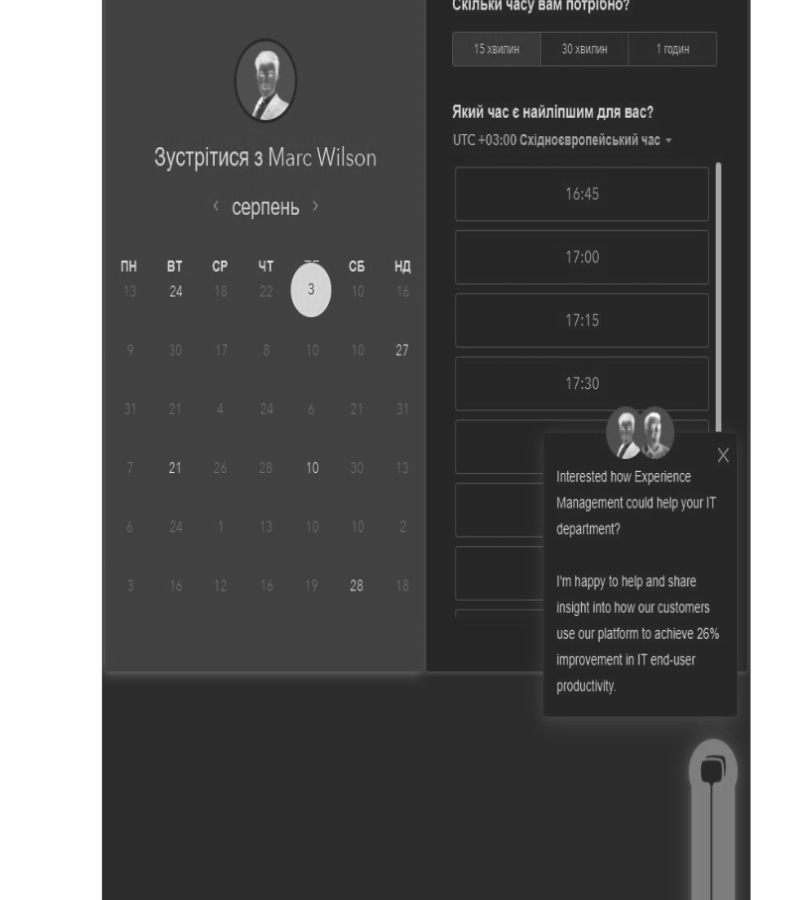 Скільки часу вам потрібно?
15 хвилин 30 хвилин 1 годин
Який час є найліпшим для вас?
UTC +03:00 Східноєвропейський час
16:45
17:00
17:15
17:30
Зустрітися з Marc Wilson
серпень
ПН ВТ СР ЧТ СБ НД
13 24 18 22 3 10 16
9 30 17 8 10 10 27
31 21 4 24 6 21 31
7 21 26 28 10 30 13
6 24 1 13 10 10 2
3 16 12 16 19 28 18
Interested how Experience
Management could help your IT
department?
I'm happy to help and share
insight into how our customers
use our platform to achieve 26%
improvement in IT end-user
productivity.